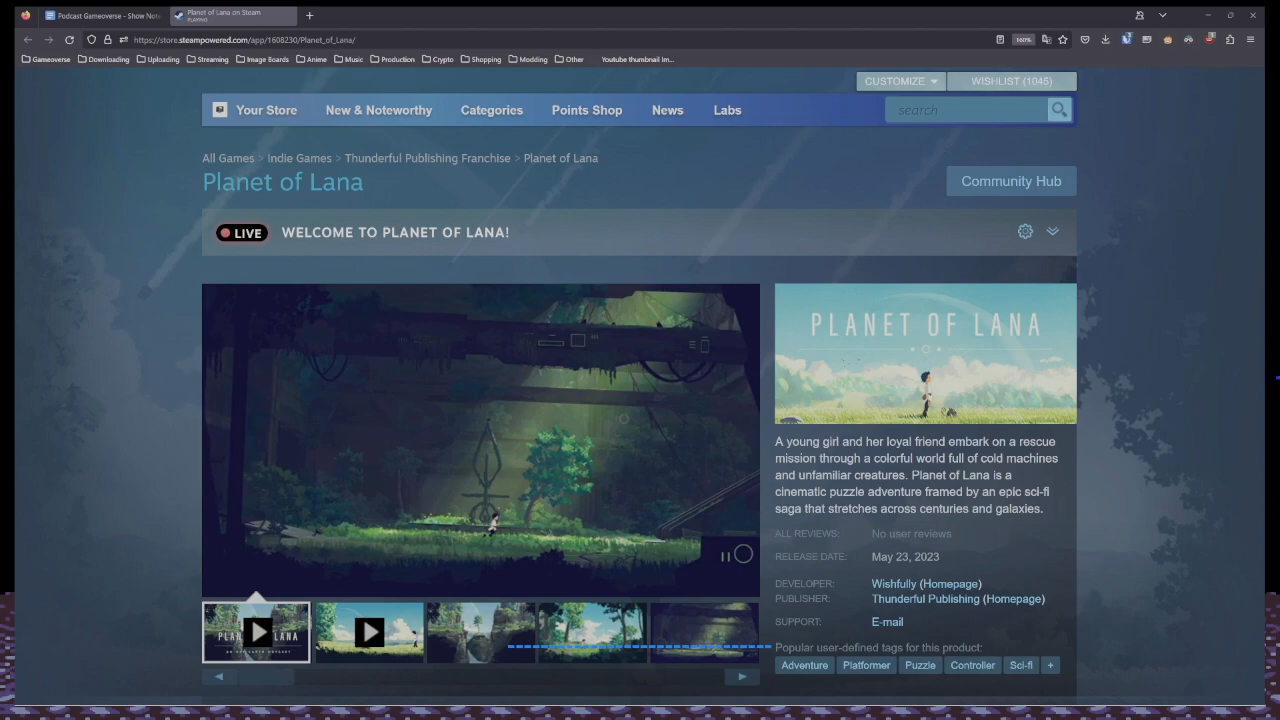 Podcast Gameoverse - Show Not
Planet of Lana on Steam
PLAYING
https://store.steampowered.com/app/1608230/Planet_of_Lana/
160%
Gameoverse Downloading Uploading Streaming Image Boards Anime Music Production Crypto Shopping Modding Other Youtube thumbnail im...
CUSTOMIZE WISHLIST (1045)
Your Store New & Noteworthy Categories Points Shop News Labs search
All Games > Indie Games > Thunderful Publishing Franchise > Planet of Lana
Planet of Lana
Community Hub
LIVE WELCOME TO PLANET OF LANA!
PLANET OF LANA
A young girl and her loyal friend embark on a rescue
mission through a colorful world full of cold machines
and unfamiliar creatures. Planet of Lana is a
cinematic puzzle adventure framed by an epic sci-fi
saga that stretches across centuries and galaxies.
ALL REVIEWS: No user reviews
RELEASE DATE: May 23, 2023
DEVELOPER: Wishfully (Homepage)
PUBLISHER: Thunderful Publishing (Homepage)
SUPPORT: E-mail
Popular user-defined tags for this product:
Adventure Platformer Puzzle Controller Sci-fi +